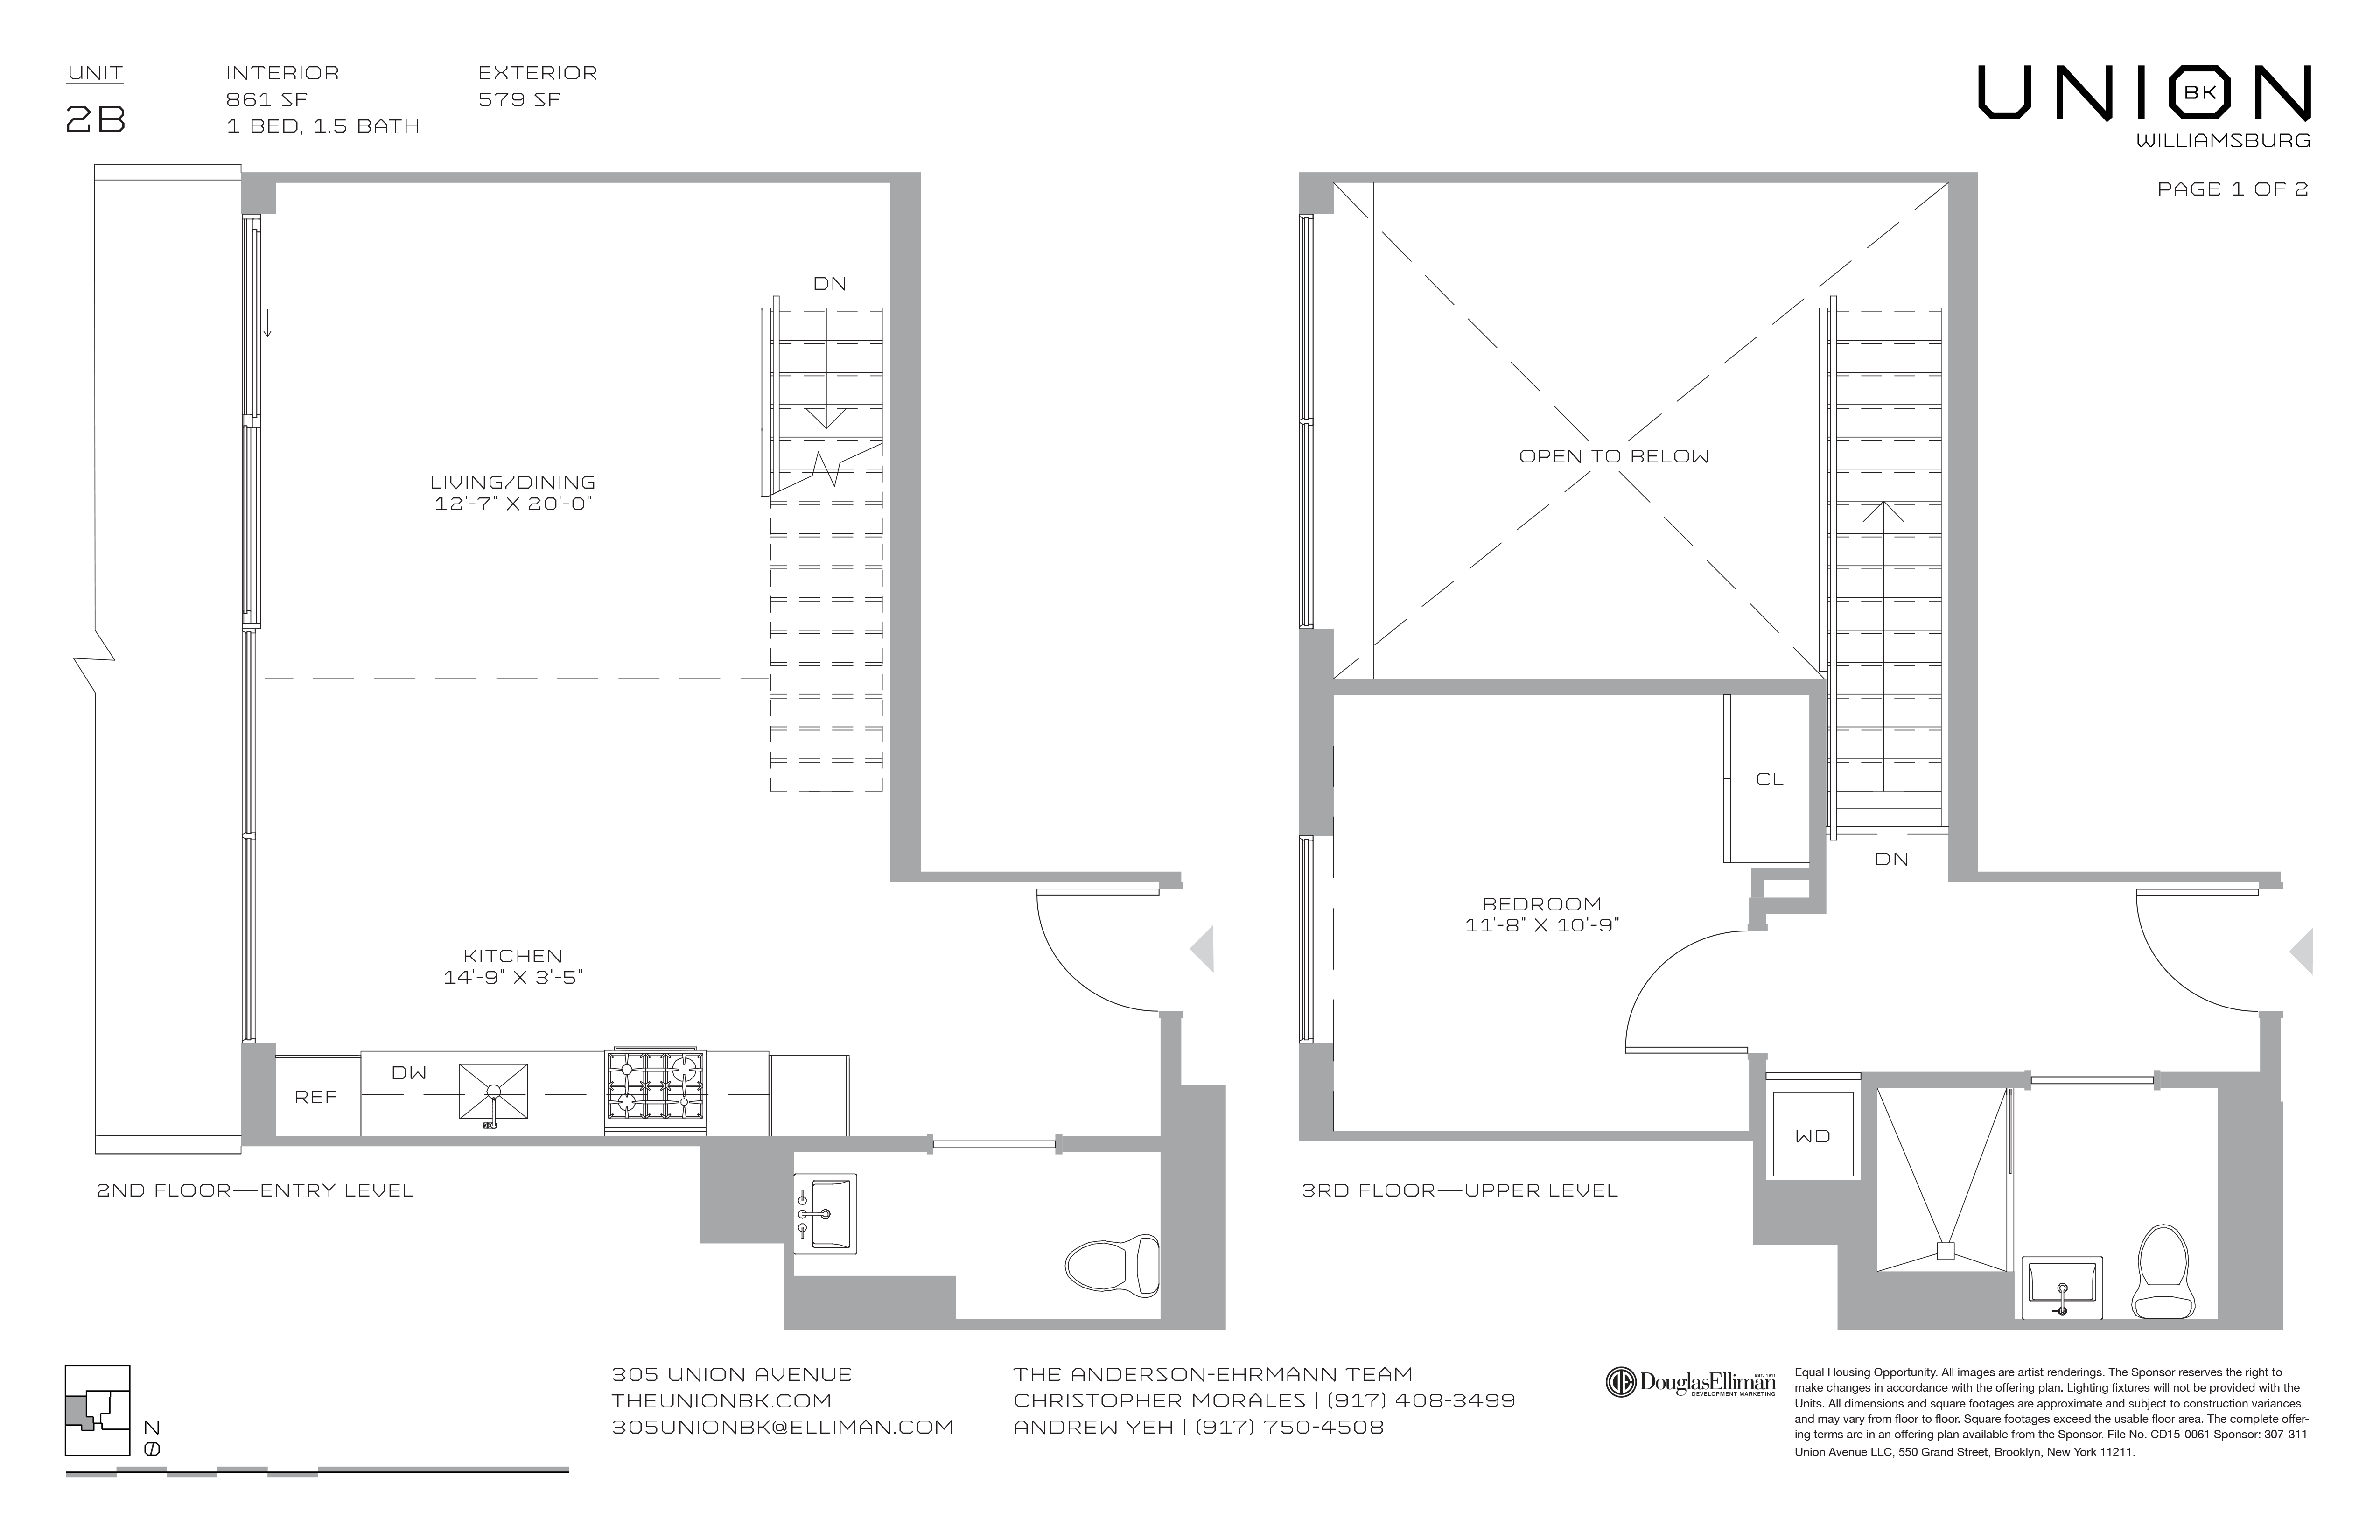 UNIT
2B
INTERIOR
861 SF
1 BED, 1.5 BATH
EXTERIOR
579 SF
UNION
BK
WILLIAMSBURG
PAGE 1 OF 2
DN
LIVING/DINING
12'-7" X 20'-0"
KITCHEN
14'-9" X 3'-5"
REF
DW
2ND FLOOR—ENTRY LEVEL
OPEN TO BELOW
CL
DN
BEDROOM
11'-8" X 10'-9"
WD
3RD FLOOR—UPPER LEVEL
N
305 UNION AVENUE
THEUNIONBK.COM
305UNIONBK@ELLIMAN.COM
THE ANDERSON-EHRMANN TEAM
CHRISTOPHER MORALES | (917) 408-3499
ANDREW YEH | (917) 750-4508
DE
EST. 1911
DouglasElliman
DEVELOPMENT MARKETING
Equal Housing Opportunity. All images are artist renderings. The Sponsor reserves the right to
make changes in accordance with the offering plan. Lighting fixtures will not be provided with the
Units. All dimensions and square footages are approximate and subject to construction variances
and may vary from floor to floor. Square footages exceed the usable floor area. The complete offer-
ing terms are in an offering plan available from the Sponsor. File No. CD15-0061 Sponsor: 307-311
Union Avenue LLC, 550 Grand Street, Brooklyn, New York 11211.